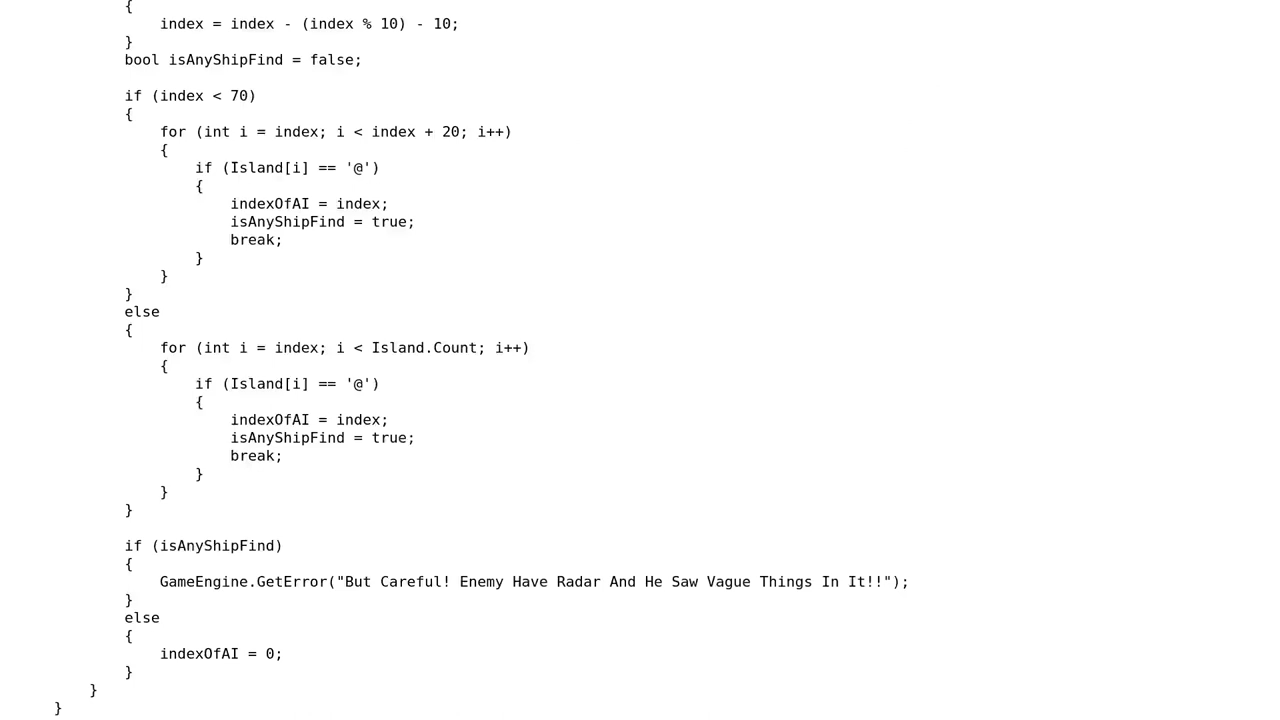 {
index = index - (index % 10) - 10;
}
bool isAnyShipFind = false;
if (index < 70)
{
for (int i = index; i < index + 20; i++)
{
if (Island[i] == '@')
{
indexOfAI = index;
isAnyShipFind = true;
break;
}
}
}
else
{
for (int i = index; i < Island.Count; i++)
{
if (Island[i] == '@')
{
indexOfAI = index;
isAnyShipFind = true;
break;
}
}
}
if (isAnyShipFind)
{
GameEngine.GetError("But Careful! Enemy Have Radar And He Saw Vague Things In It!!");
}
else
{
indexOfAI = 0;
}
}
}